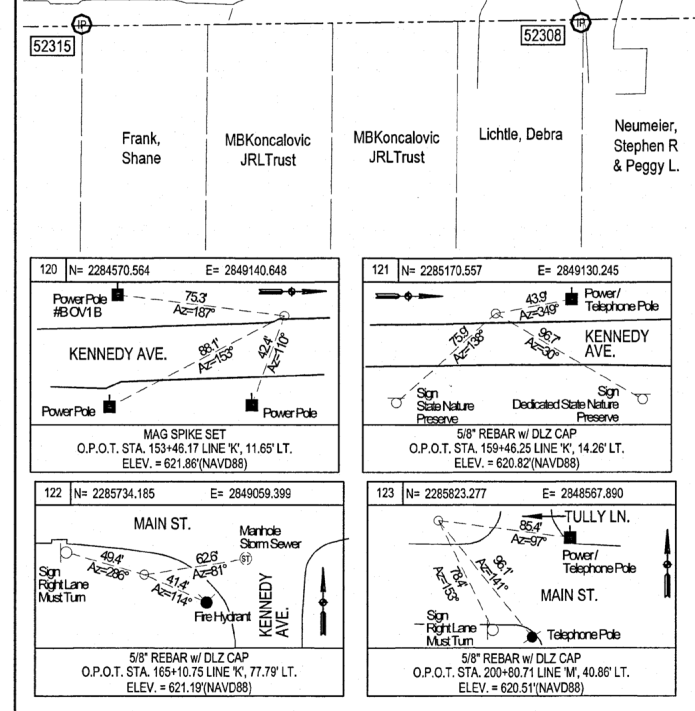 IP
IP
52315
52308
Frank,
Shane
MBKoncalovic
JRLTrust
MBKoncalovic
JRLTrust
Lichtle, Debra
Neumeier,
Stephen R
& Peggy L.
120 N= 2284570.564 E= 2849140.648
Power Pole
#B OV1 B
75.3'
Az=187°
KENNEDY AVE.
88.1'
Az=153°
42.4'
Az=110°
Power Pole
Power Pole
MAG SPIKE SET
O.P.O.T. STA. 153+46.17 LINE 'K', 11.65' LT.
ELEV. = 621.86'(NAVD88)
121 N= 2285170.557 E= 2849130.245
43.9'
Az=349°
Power /
Telephone Pole
75.9'
Az=138°
96.7'
Az=30°
KENNEDY
AVE.
Sign
State Nature
Preserve
Sign
Dedicated State Nature
Preserve
5/8" REBAR w/ DLZ CAP
O.P.O.T. STA. 159+46.25 LINE 'K', 14.26' LT.
ELEV. = 620.82'(NAVD88)
122 N= 2285734.185 E= 2849059.399
MAIN ST.
Manhole
Storm Sewer
49.4'
Az=286°
62.6'
Az=81°
ST
Sign
Right Lane
Must Turn
41.4'
Az=114°
Fire Hydrant
KENNEDY
AVE.
5/8" REBAR w/ DLZ CAP
O.P.O.T. STA. 165+10.75 LINE 'K', 77.79' LT.
ELEV. = 621.19'(NAVD88)
123 N= 2285823.277 E= 2848567.890
TULLY LN.
85.4'
Az=97°
Power /
Telephone Pole
96.1'
Az=141°
78.4'
Az=153°
MAIN ST.
Sign
Right Lane
Must Turn
Telephone Pole
5/8" REBAR w/ DLZ CAP
O.P.O.T. STA. 200+80.71 LINE 'M', 40.86' LT.
ELEV. = 620.51'(NAVD88)